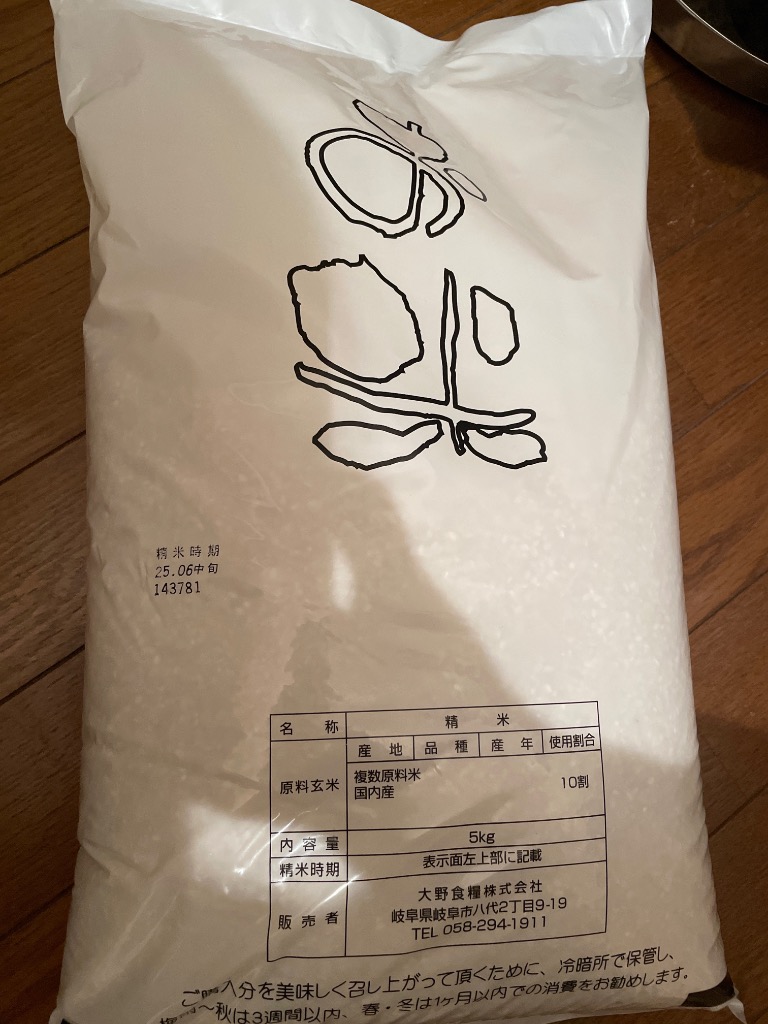 お
米
精米時期
25.06中旬
143781
名称 精米
原料玄米 産地 品種 産年 使用割合
複数原料米
国内産 10割
内容量 5kg
精米時期 表示面左上部に記載
販売者 大野食糧株式会社
岐阜県岐阜市八代2丁目9-19
TEL 058-294-1911
八分を美味しく召し上がって頂くために、冷暗所で保管し、
〜秋は3週間以内、春・冬は1ヶ月以内での消費をお勧めします。